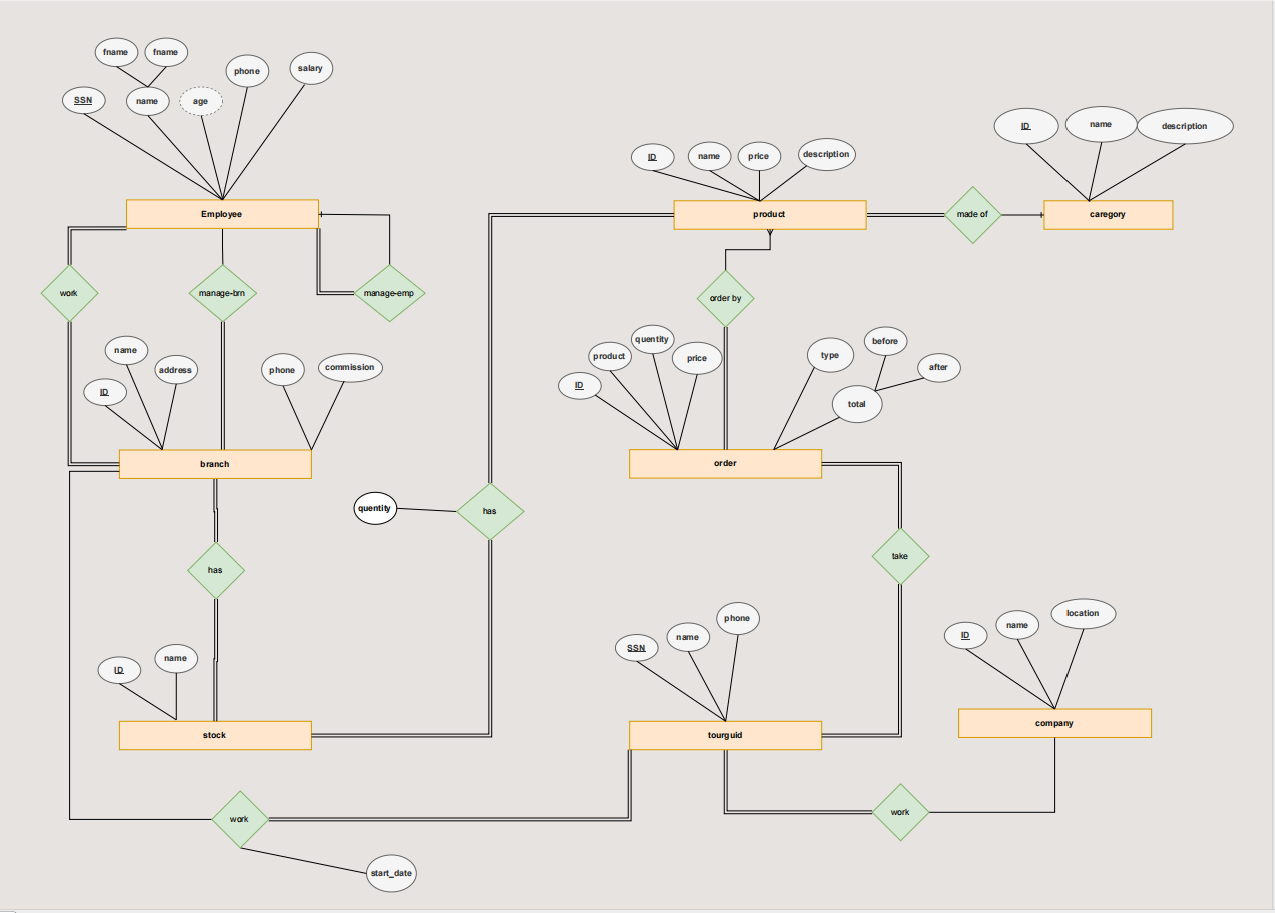 fname
fname
SSN
name
age
phone
salary
Employee
work
manage-brn
manage-emp
name
address
ID
phone
commission
branch
has
ID
name
stock
quentity
has
work
start_date
ID
name
price
description
product
made of
ID
name
description
caregory
order by
ID
product
quentity
price
type
before
after
total
order
take
SSN
name
phone
tourguid
ID
name
location
company
work